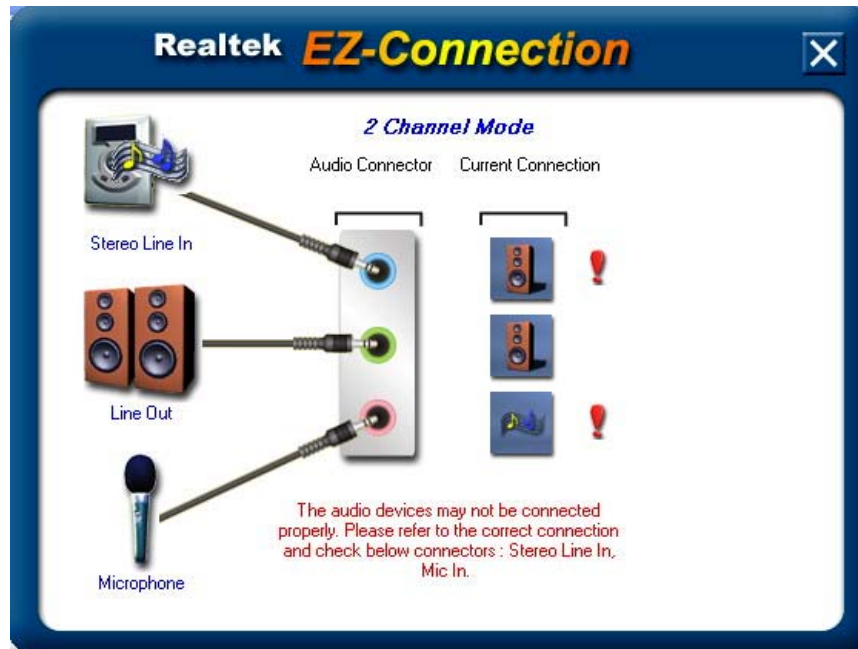 Realtek EZ-Connection
2 Channel Mode
Audio Connector Current Connection
Stereo Line In
Line Out
Microphone
The audio devices may not be connected
properly. Please refer to the correct connection
and check below connectors : Stereo Line In,
Mic In.